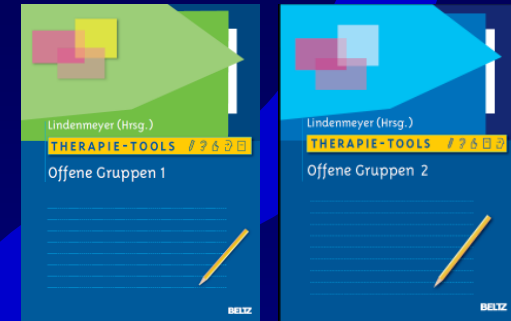 Lindenmeyer (Hrsg.)
THERAPIE-TOOLS
Offene Gruppen 1
BELTZ
Lindenmeyer (Hrsg.)
THERAPIE-TOOLS
Offene Gruppen 2
BELTZ